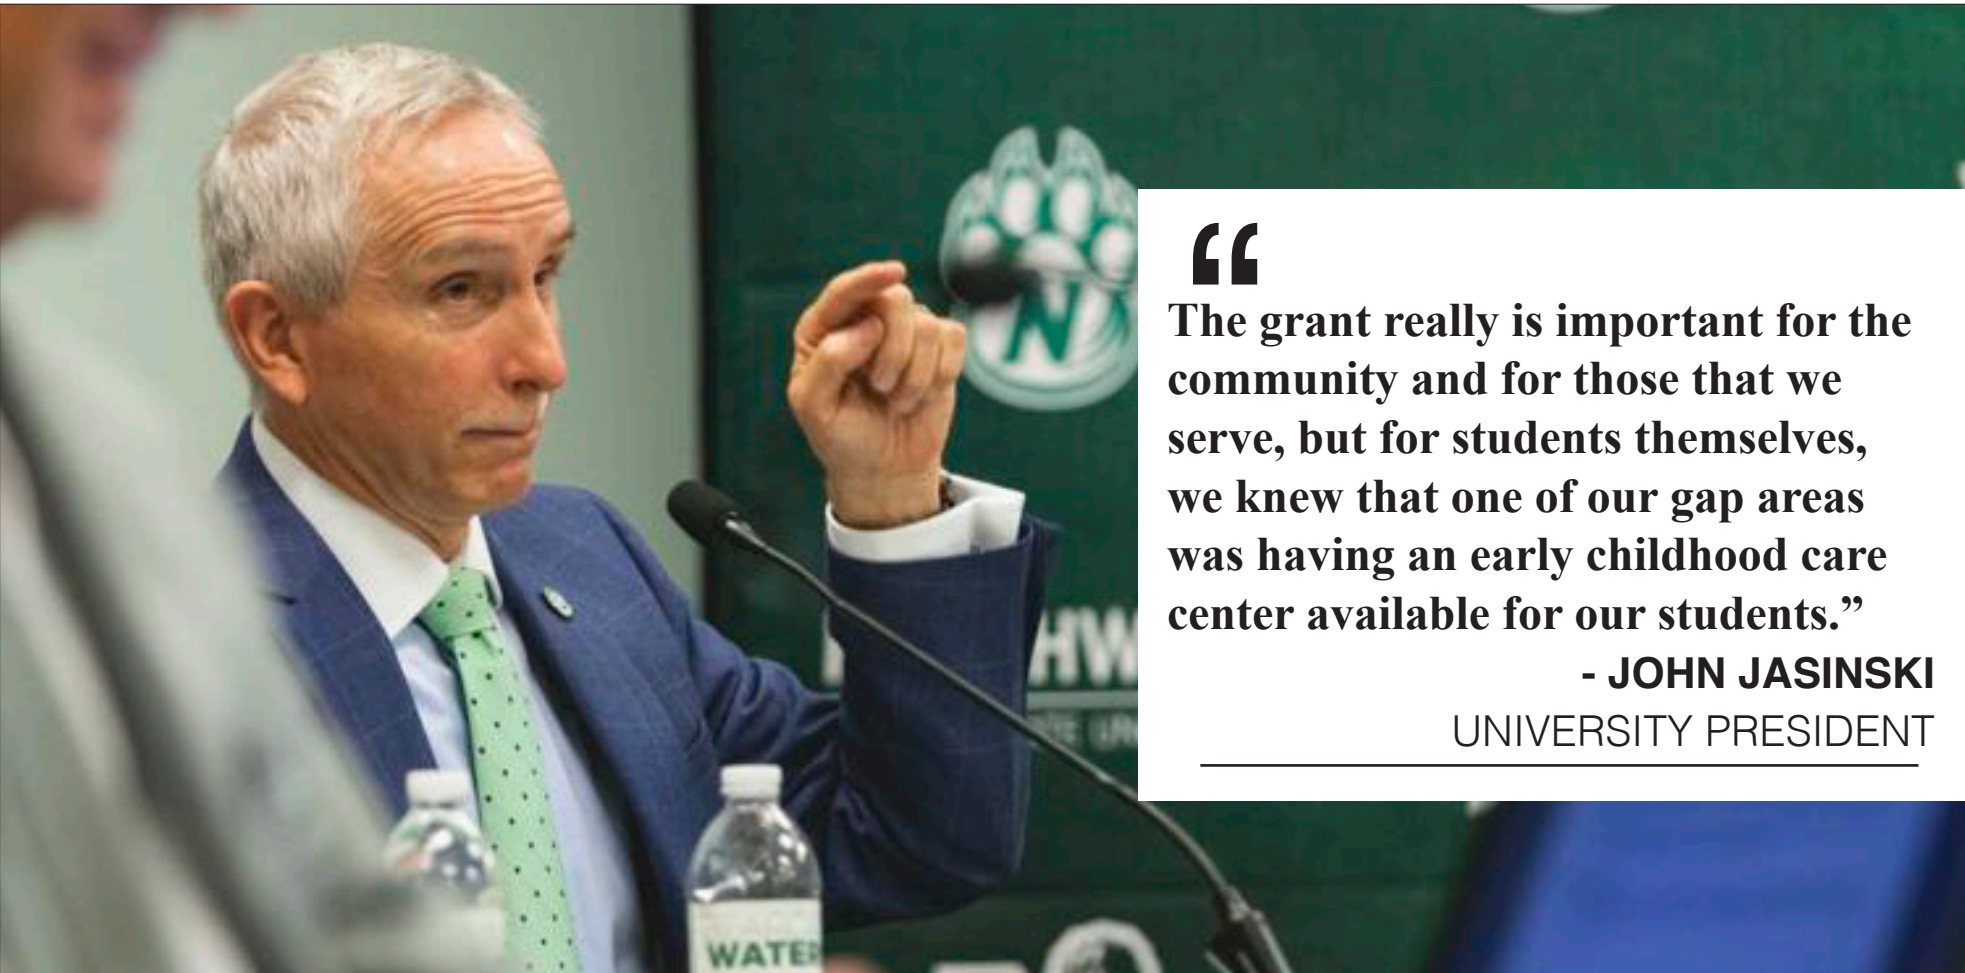 “
The grant really is important for the
community and for those that we
serve, but for students themselves,
we knew that one of our gap areas
was having an early childhood care
center available for our students.”
- JOHN JASINSKI
UNIVERSITY PRESIDENT
N
HW
WATER